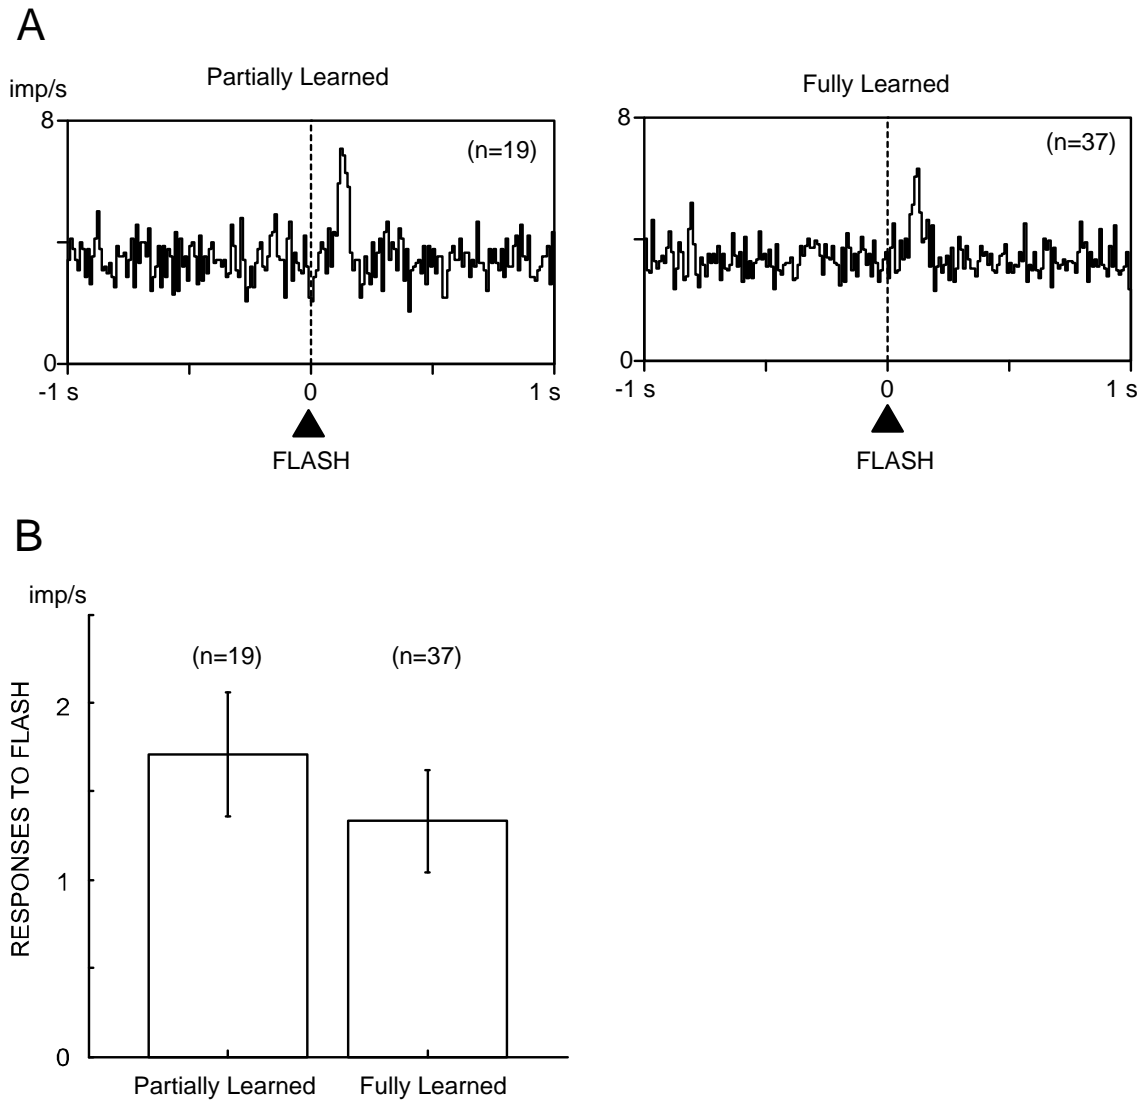 A
Partially Learned
imp/s
8
(n=19)
0
-1 s
0
1 s
FLASH
Fully Learned
8
(n=37)
0
-1 s
0
1 s
FLASH
B
imp/s
RESPONSES TO FLASH
(n=19)
(n=37)
2
1
0
Partially Learned
Fully Learned